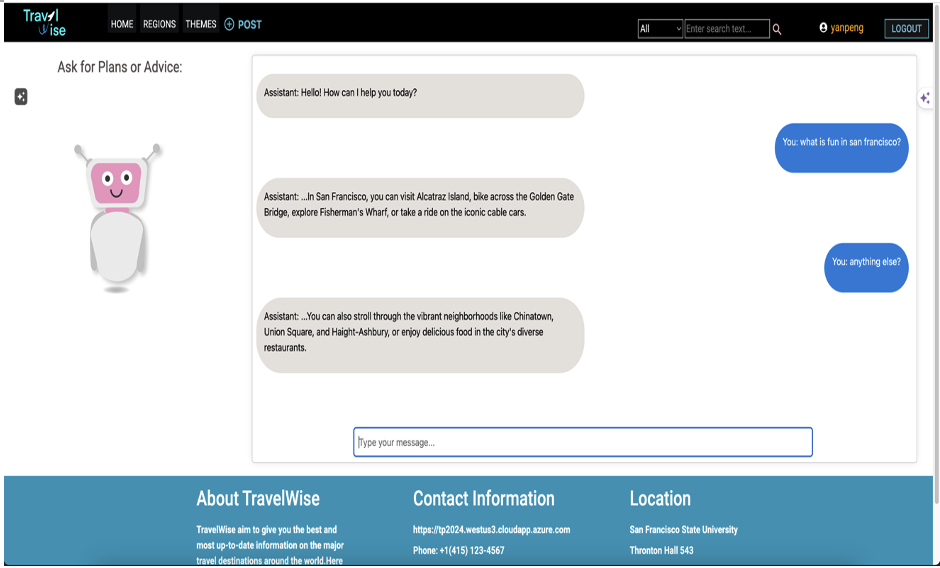 Travel
Wise
HOME REGIONS THEMES POST
All Enter search text... yanpeng LOGOUT
Ask for Plans or Advice:
Assistant: Hello! How can I help you today?
You: what is fun in san francisco?
Assistant: ...In San Francisco, you can visit Alcatraz Island, bike across the Golden Gate
Bridge, explore Fisherman's Wharf, or take a ride on the iconic cable cars.
You: anything else?
Assistant: ...You can also stroll through the vibrant neighborhoods like Chinatown,
Union Square, and Haight-Ashbury, or enjoy delicious food in the city's diverse
restaurants.
Type your message...
About TravelWise
TravelWise aim to give you the best and
most up-to-date information on the major
travel destinations around the world.Here
Contact Information
https://tp2024.westus3.cloudapp.azure.com
Phone: +1(415) 123-4567
Location
San Francisco State University
Thronton Hall 543